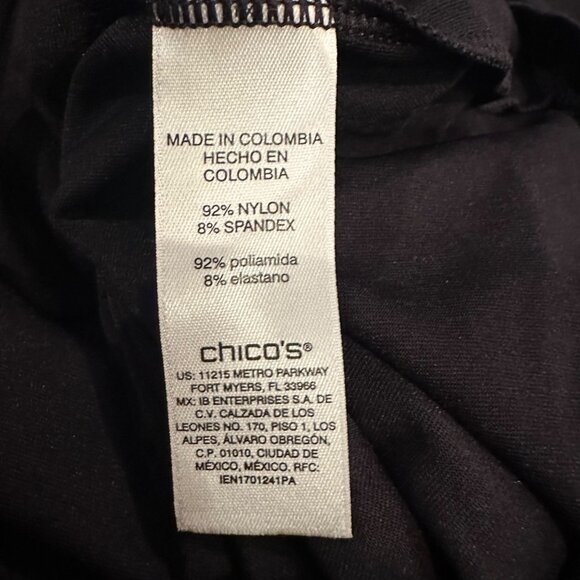 MADE IN COLOMBIA
HECHO EN
COLOMBIA
92% NYLON
8% SPANDEX
92% poliamida
8% elastano
chico's®
US: 11215 METRO PARKWAY
FORT MYERS, FL 33966
MX: IB ENTERPRISES S.A. DE
C.V. CALZADA DE LOS
LEONES NO. 170, PISO 1, LOS
ALPES, ÁLVARO OBREGÓN,
C.P. 01010, CIUDAD DE
MÉXICO, MÉXICO. RFC:
IEN1701241PA